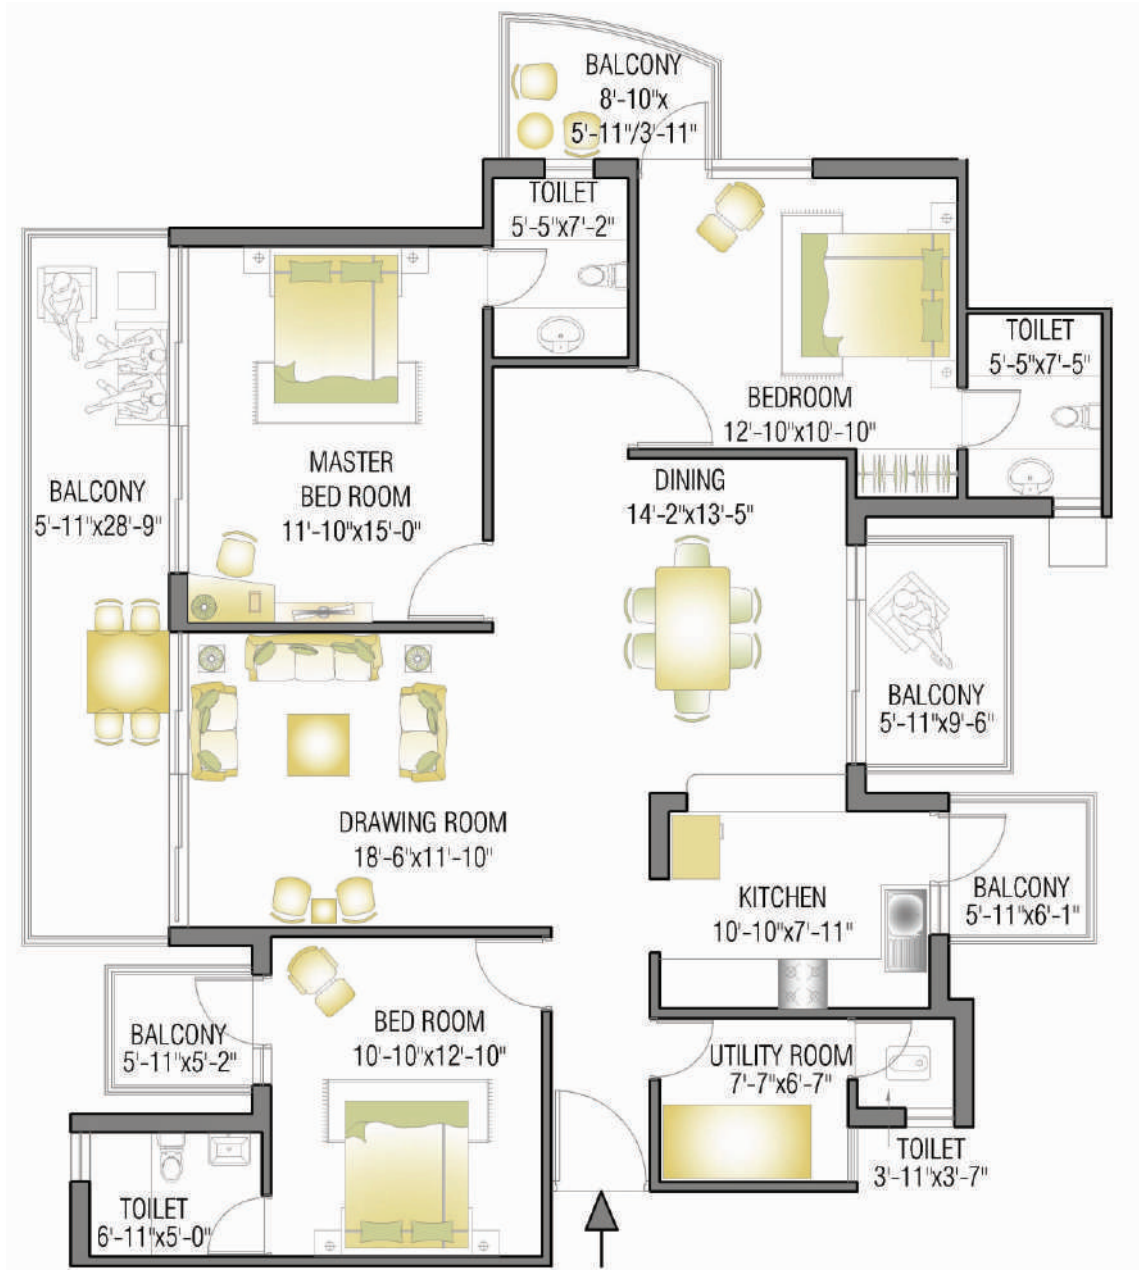 BALCONY
8'-10"x
5'-11"/3'-11"
TOILET
5'-5"x7'-2"
TOILET
5'-5"x7'-5"
BEDROOM
12'-10"x10'-10"
MASTER
BED ROOM
11'-10"x15'-0"
DINING
14'-2"x13'-5"
BALCONY
5'-11"x28'-9"
BALCONY
5'-11"x9'-6"
DRAWING ROOM
18'-6"x11'-10"
KITCHEN
10'-10"x7'-11"
BALCONY
5'-11"x6'-1"
BALCONY
5'-11"x5'-2"
BED ROOM
10'-10"x12'-10"
UTILITY ROOM
7'-7"x6'-7"
TOILET
3'-11"x3'-7"
TOILET
6'-11"x5'-0"